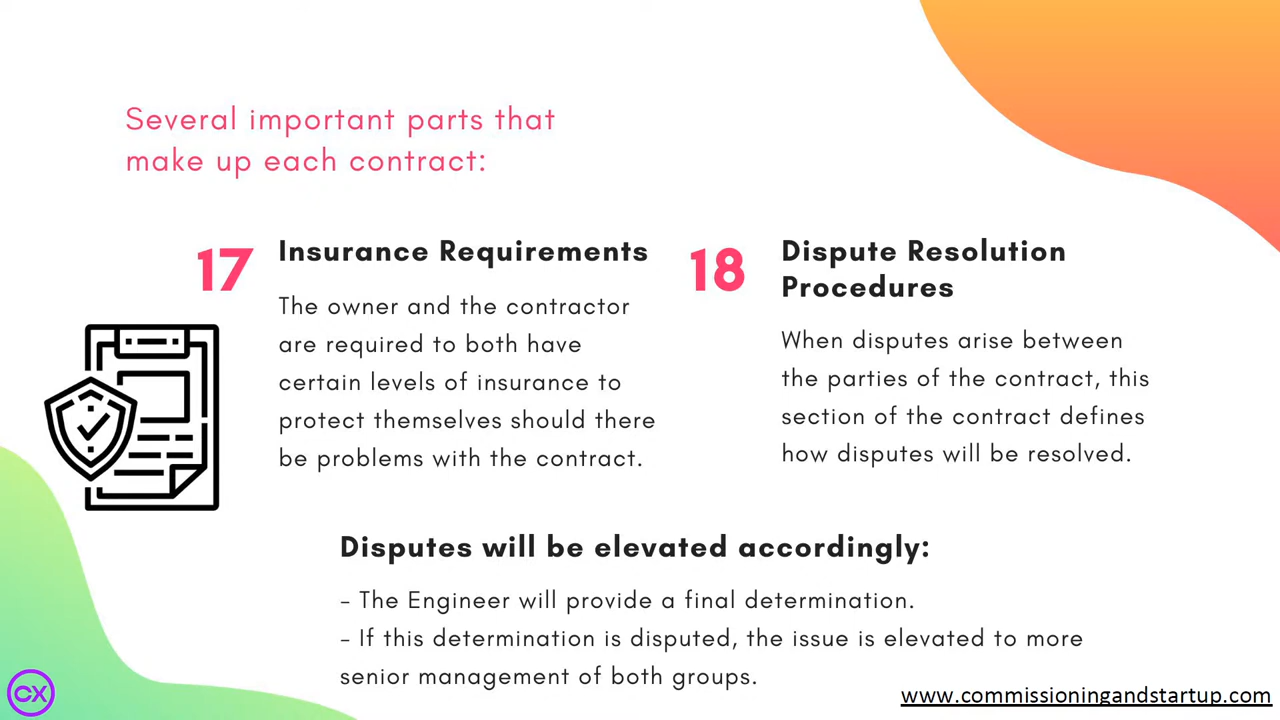 Several important parts that
make up each contract:
17
Insurance Requirements
The owner and the contractor
are required to both have
certain levels of insurance to
protect themselves should there
be problems with the contract.
18
Dispute Resolution
Procedures
When disputes arise between
the parties of the contract, this
section of the contract defines
how disputes will be resolved.
Disputes will be elevated accordingly:
- The Engineer will provide a final determination.
- If this determination is disputed, the issue is elevated to more
senior management of both groups.
CX
www.commissioningandstartup.com